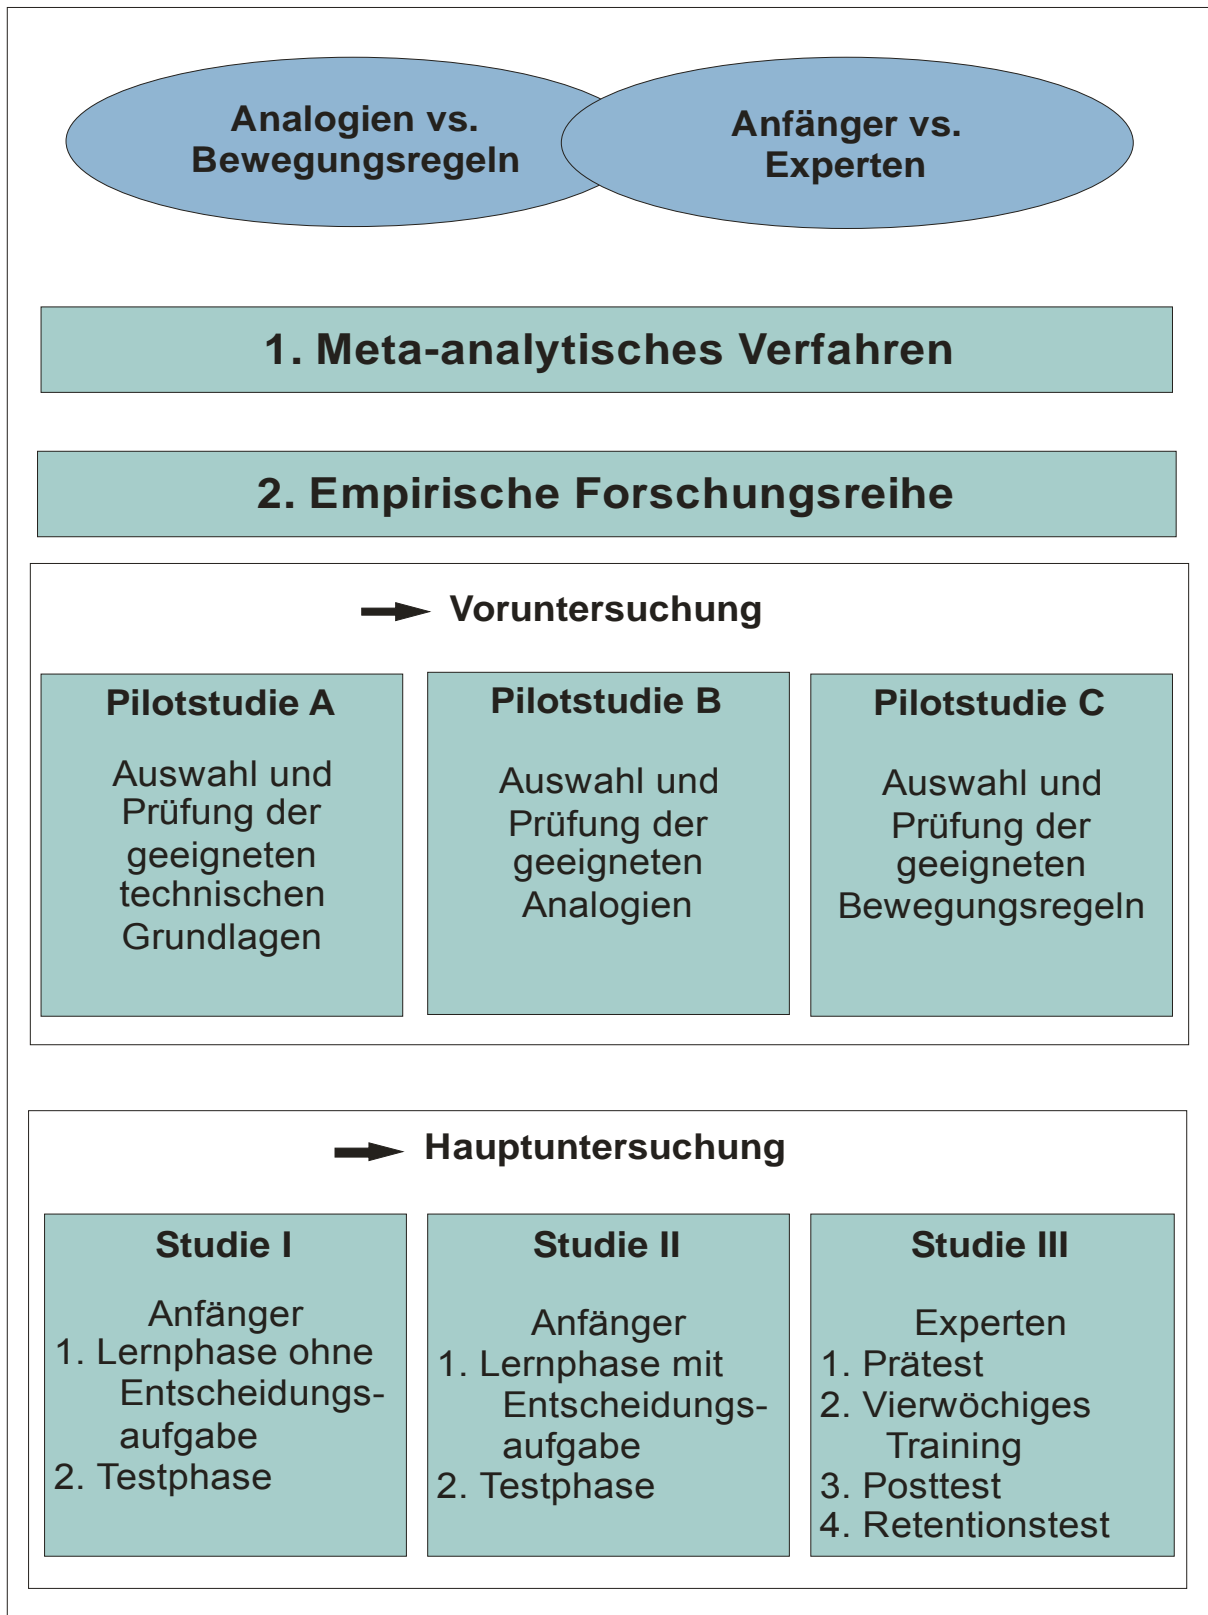 Analogien vs.
Bewegungsregeln
Anfänger vs.
Experten
1. Meta-analytisches Verfahren
2. Empirische Forschungsreihe
Voruntersuchung
Pilotstudie A
Auswahl und
Prüfung der
geeigneten
technischen
Grundlagen
Pilotstudie B
Auswahl und
Prüfung der
geeigneten
Analogien
Pilotstudie C
Auswahl und
Prüfung der
geeigneten
Bewegungsregeln
Hauptuntersuchung
Studie I
Anfänger
1. Lernphase ohne
Entscheidungs-
aufgabe
2. Testphase
Studie II
Anfänger
1. Lernphase mit
Entscheidungs-
aufgabe
2. Testphase
Studie III
Experten
1. Prätest
2. Vierwöchiges
Training
3. Posttest
4. Retentionstest